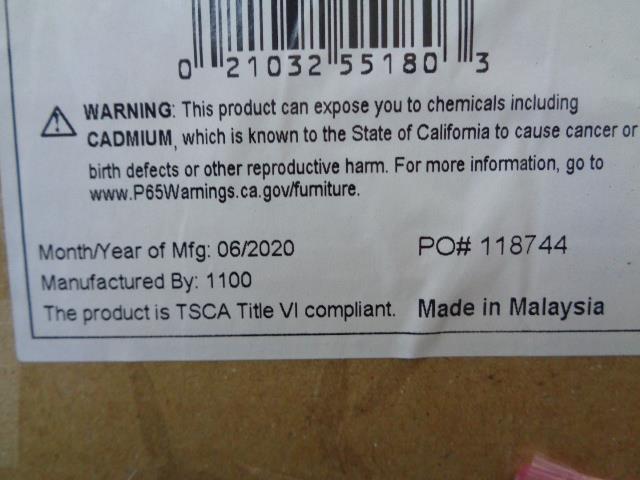 0 21032 55180 3
WARNING: This product can expose you to chemicals including
CADMIUM, which is known to the State of California to cause cancer or
birth defects or other reproductive harm. For more information, go to
www.P65Warnings.ca.gov/furniture.
Month/Year of Mfg: 06/2020 PO# 118744
Manufactured By: 1100
The product is TSCA Title VI compliant. Made in Malaysia